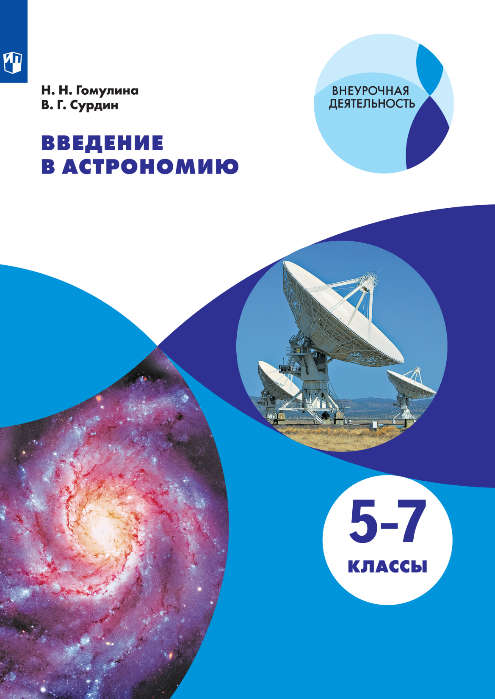 Н. Н. Гомулина
В. Г. Сурдин
ВВЕДЕНИЕ
В АСТРОНОМИЮ
ВНЕУРОЧНАЯ
ДЕЯТЕЛЬНОСТЬ
5–7
КЛАССЫ